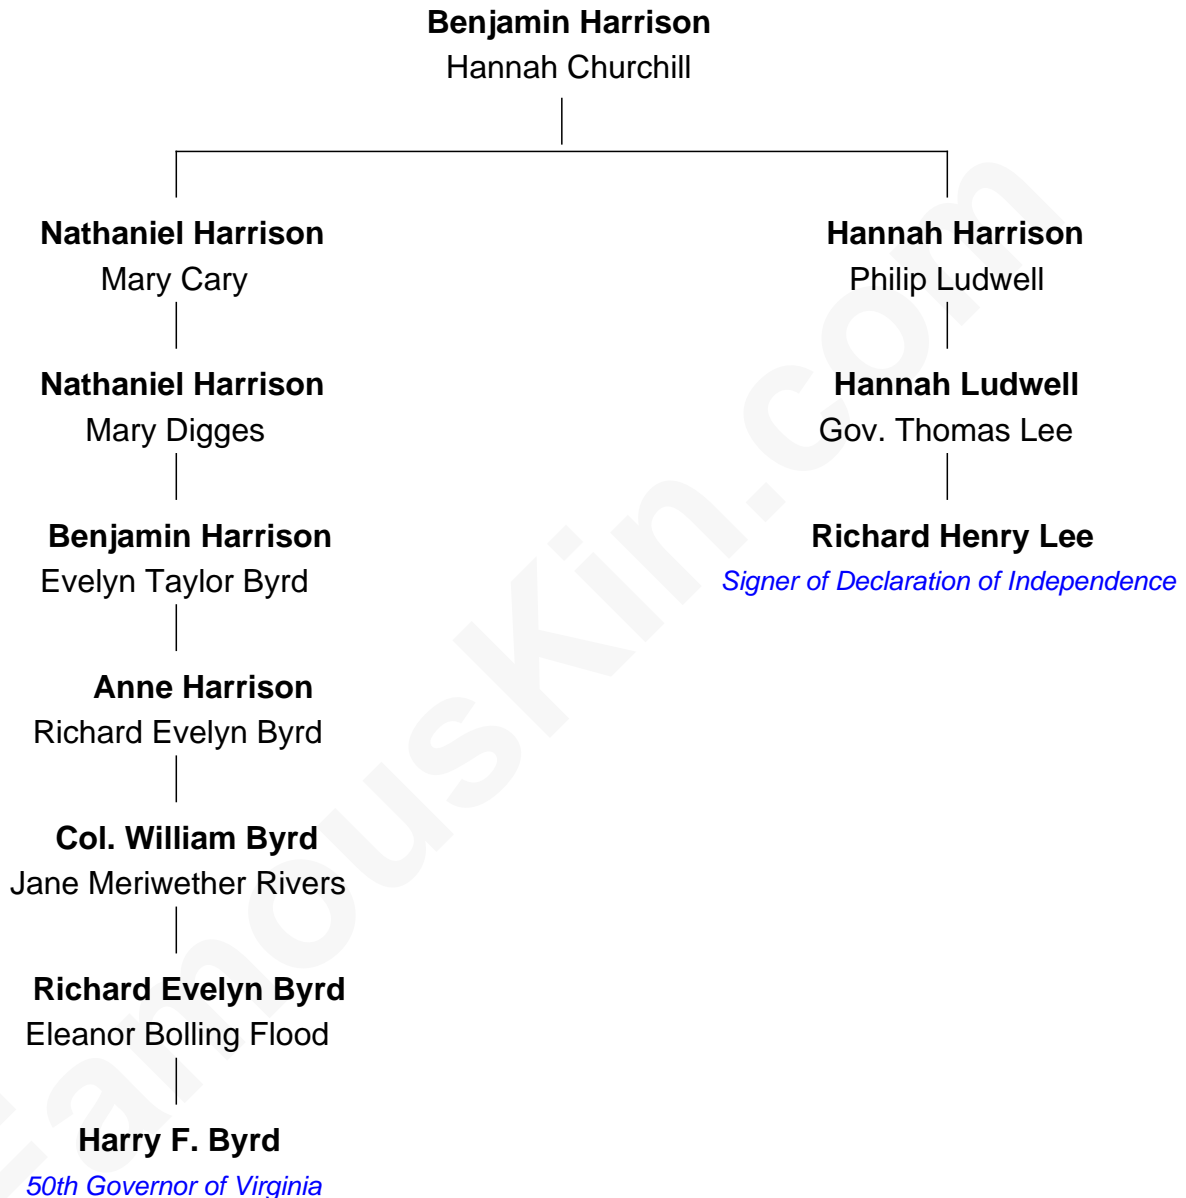 Benjamin Harrison
Hannah Churchill
Nathaniel Harrison
Mary Cary
Hannah Harrison
Philip Ludwell
Nathaniel Harrison
Mary Digges
Hannah Ludwell
Gov. Thomas Lee
Benjamin Harrison
Evelyn Taylor Byrd
Richard Henry Lee
Signer of Declaration of Independence
Anne Harrison
Richard Evelyn Byrd
Col. William Byrd
Jane Meriwether Rivers
Richard Evelyn Byrd
Eleanor Bolling Flood
Harry F. Byrd
50th Governor of Virginia
FamousKin.com